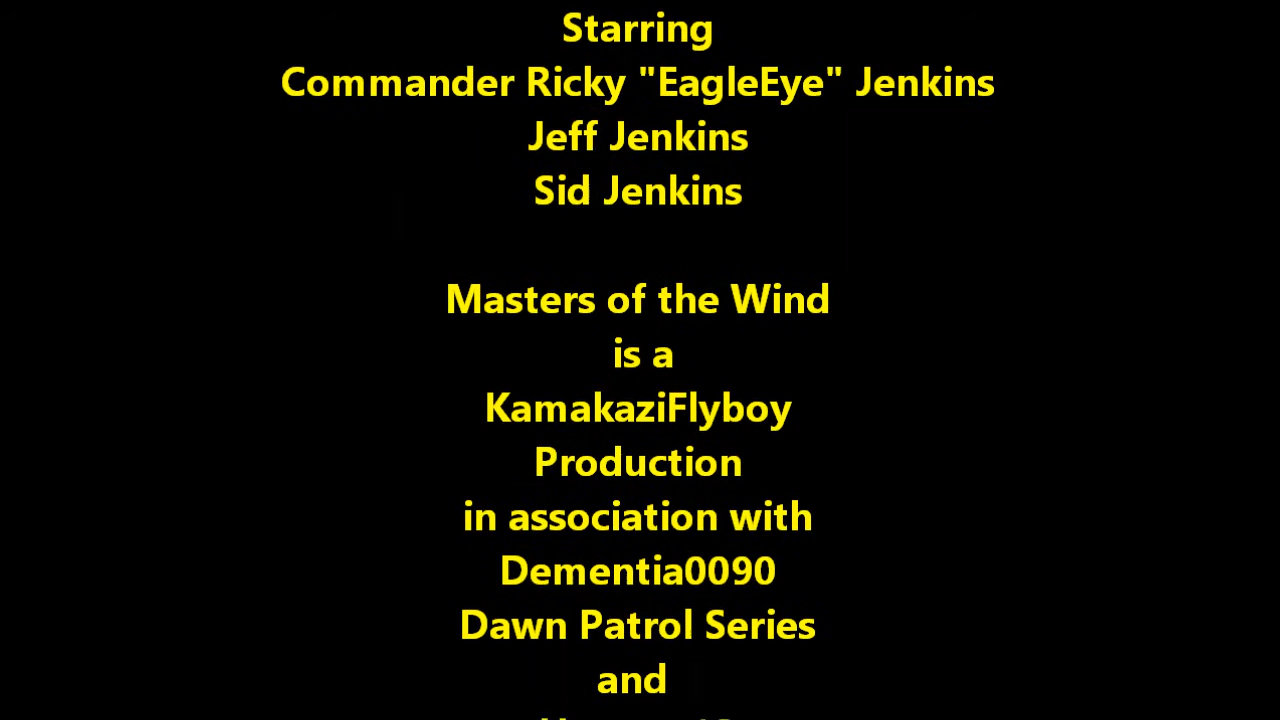 Starring
Commander Ricky "EagleEye" Jenkins
Jeff Jenkins
Sid Jenkins
Masters of the Wind
is a
KamakaziFlyboy
Production
in association with
Dementia0090
Dawn Patrol Series
and